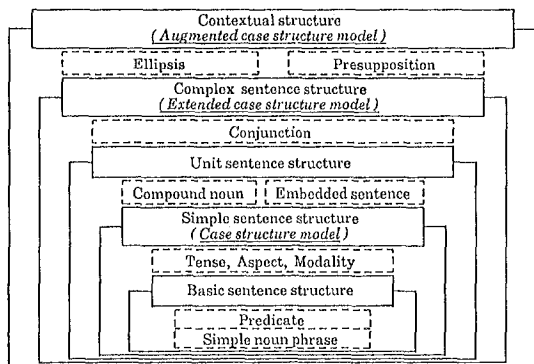 Contextual structure
(Augmented case structure model)
Ellipsis
Presupposition
Complex sentence structure
(Extended case structure model)
Conjunction
Unit sentence structure
Compound noun
Embedded sentence
Simple sentence structure
(Case structure model)
Tense, Aspect, Modality
Basic sentence structure
Predicate
Simple noun phrase